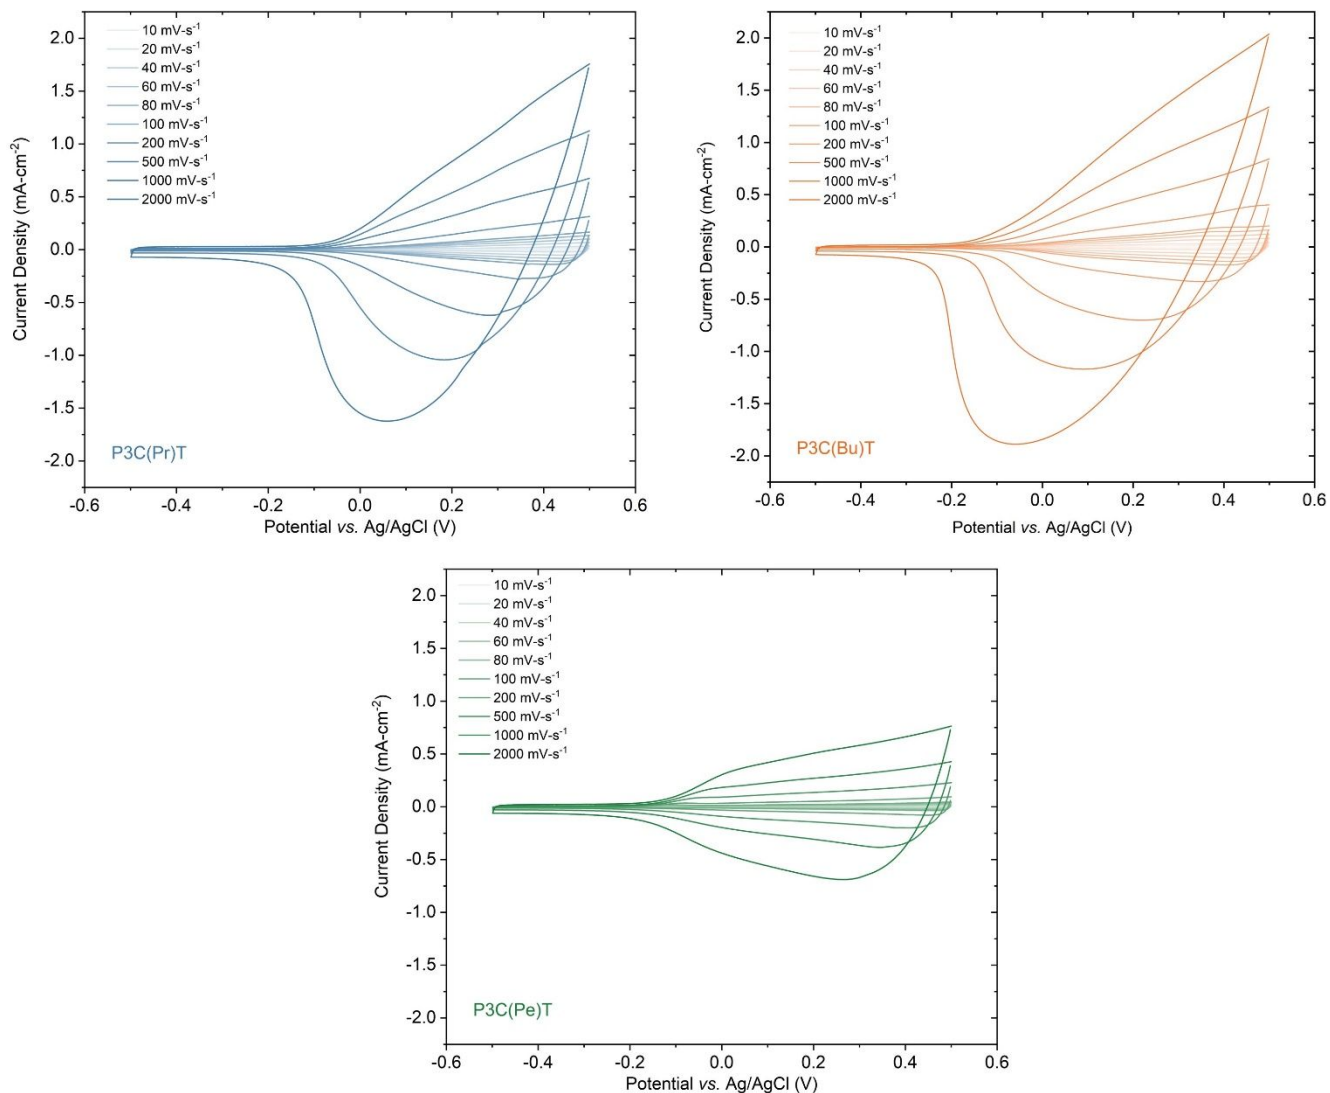 10 mV-s⁻¹
20 mV-s⁻¹
40 mV-s⁻¹
60 mV-s⁻¹
80 mV-s⁻¹
100 mV-s⁻¹
200 mV-s⁻¹
500 mV-s⁻¹
1000 mV-s⁻¹
2000 mV-s⁻¹
2.0
1.5
1.0
0.5
0.0
-0.5
-1.0
-1.5
-2.0
Current Density (mA-cm⁻²)
P3C(Pr)T
-0.6 -0.4 -0.2 0.0 0.2 0.4 0.6
Potential vs. Ag/AgCl (V)
10 mV-s⁻¹
20 mV-s⁻¹
40 mV-s⁻¹
60 mV-s⁻¹
80 mV-s⁻¹
100 mV-s⁻¹
200 mV-s⁻¹
500 mV-s⁻¹
1000 mV-s⁻¹
2000 mV-s⁻¹
2.0
1.5
1.0
0.5
0.0
-0.5
-1.0
-1.5
-2.0
Current Density (mA-cm⁻²)
P3C(Bu)T
-0.6 -0.4 -0.2 0.0 0.2 0.4 0.6
Potential vs. Ag/AgCl (V)
10 mV-s⁻¹
20 mV-s⁻¹
40 mV-s⁻¹
60 mV-s⁻¹
80 mV-s⁻¹
100 mV-s⁻¹
200 mV-s⁻¹
500 mV-s⁻¹
1000 mV-s⁻¹
2000 mV-s⁻¹
2.0
1.5
1.0
0.5
0.0
-0.5
-1.0
-1.5
-2.0
Current Density (mA-cm⁻²)
P3C(Pe)T
-0.6 -0.4 -0.2 0.0 0.2 0.4 0.6
Potential vs. Ag/AgCl (V)